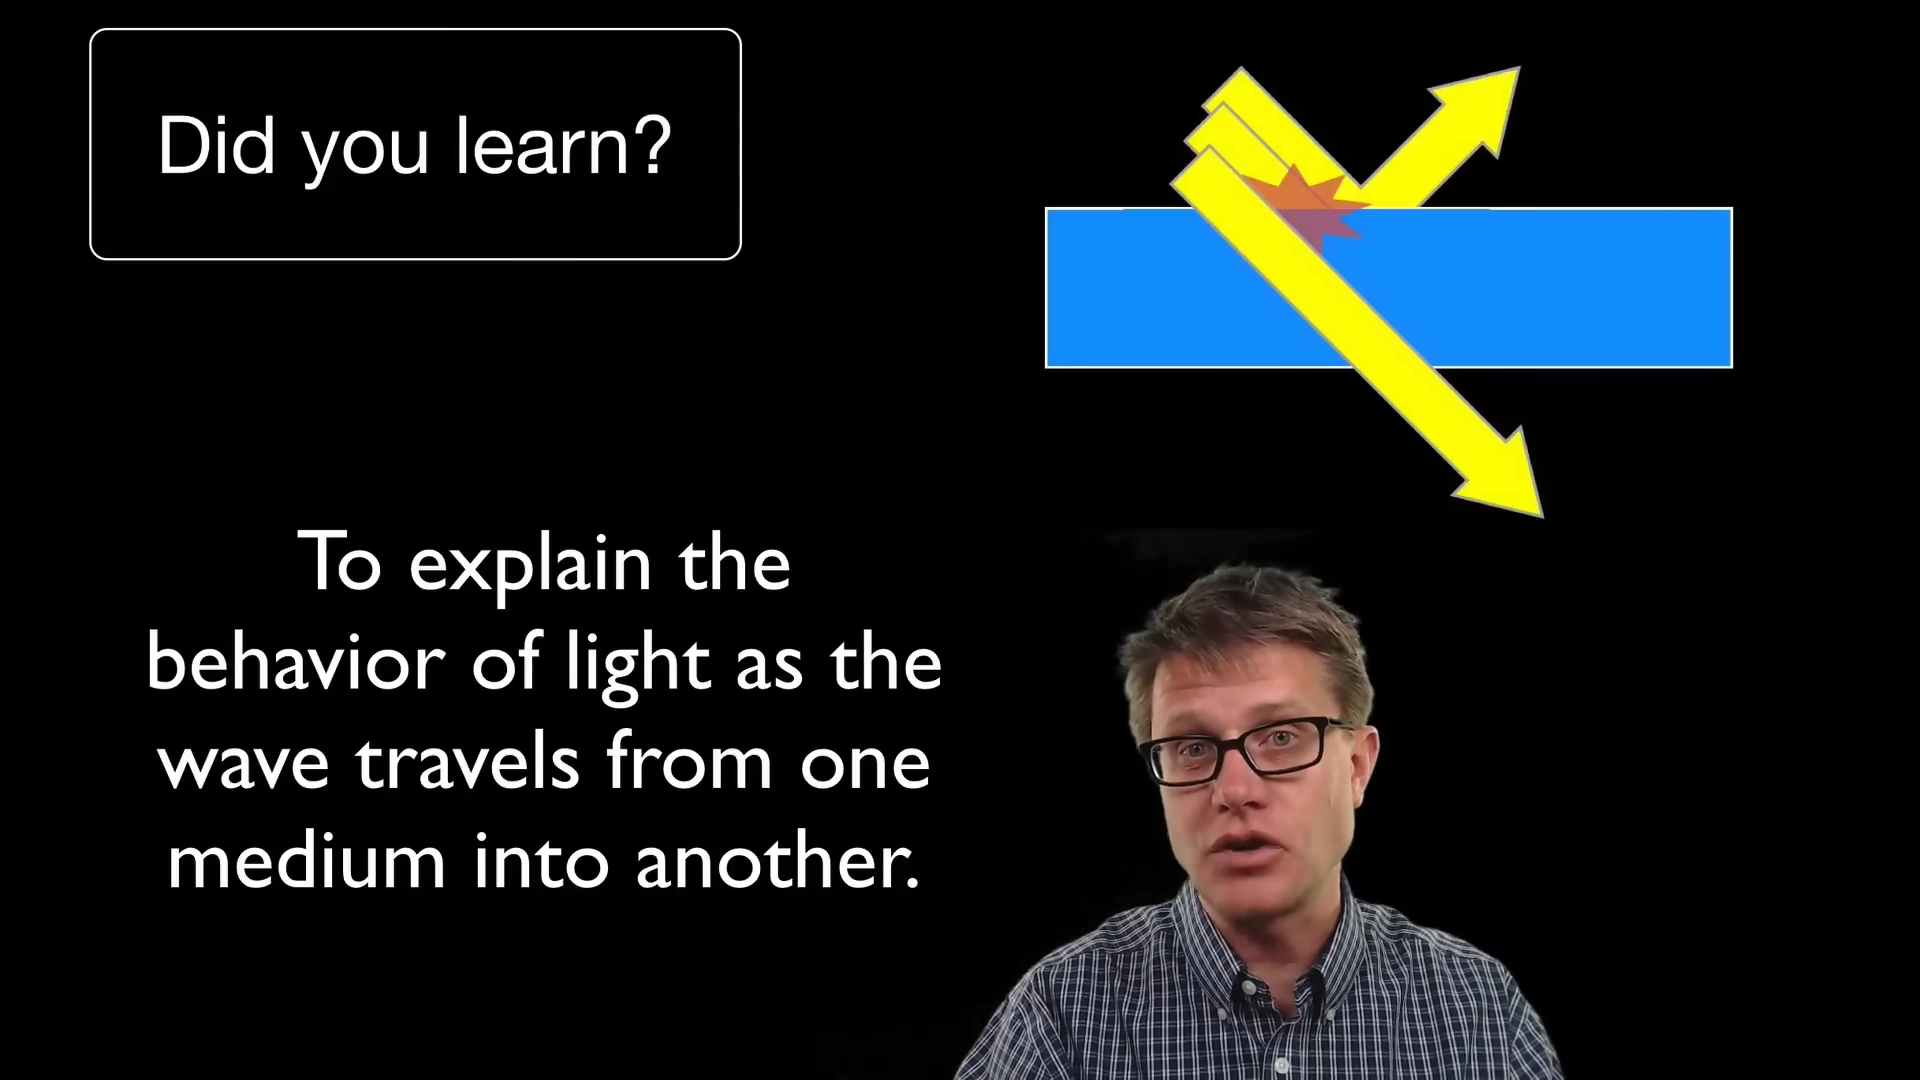 Did you learn?
To explain the
behavior of light as the
wave travels from one
medium into another.